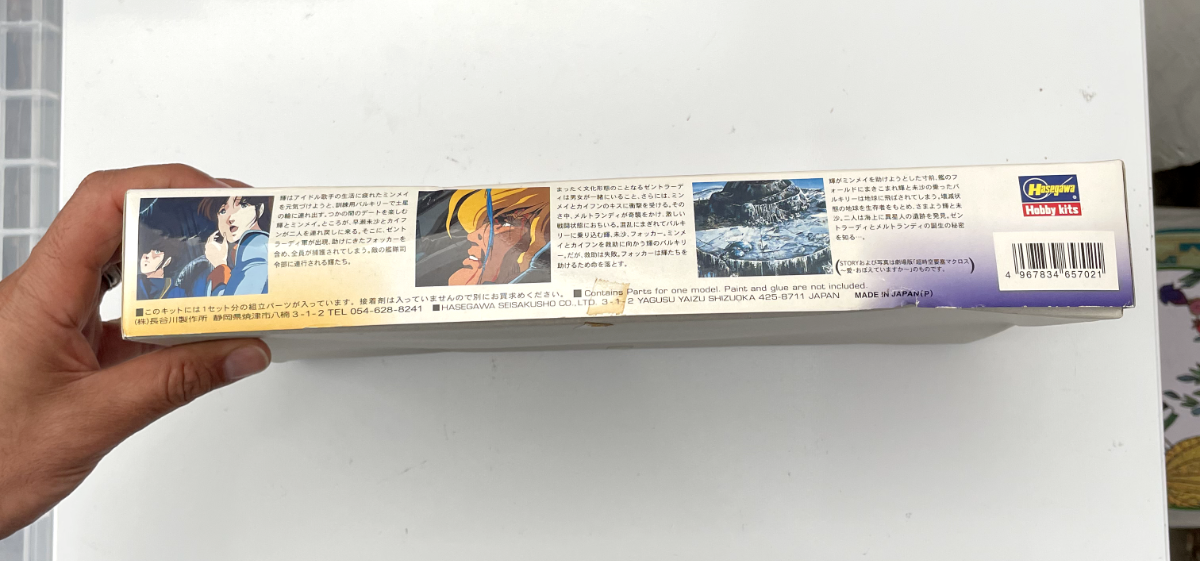 輝はアイドル歌手の生活に疲れたミンメイ
を元気づけようと、訓練用バルキリーで土星
の輪に連れ出す。つかの間のデートを楽しむ
輝とミンメイ。ところが、早瀬未沙とカイフ
ンが二人を連れ戻しに来る。そこに、ゼント
ラーディ軍が出現、助けにきたフォッカーを
含め、全員が捕獲されてしまう。敵の艦隊司
令部に連行される輝たち。
まったく文化形態のことなるゼントラーデ
ィは男女が一緒にいること、さらには、ミン
メイとカイフンのキスに衝撃を受ける。その
さ中、メルトランディが奇襲をかけ、激しい
戦闘状態におちいる。混乱にまぎれてバルキ
リーに乗り込む輝、未沙、フォッカー。ミンメ
イとカイフンを救助に向かう輝のバルキリ
ー。だが、救助は失敗。フォッカーは輝たちを
助けるため命を落とす。
輝がミンメイを助けようとした寸前、艦のフ
ォールドにまきこまれ輝と未沙の乗ったバ
ルキリーは地球に飛ばされてしまう。壊滅状
態の地球を生存者をもとめ、さまよう輝と未
沙。二人は海上に異星人の遺跡を発見。ゼン
トラーディとメルトランディの誕生の秘密
を知る…。
(STORYおよび写真は劇場版「超時空要塞マクロス
～愛・おぼえていますか～」のものです。)
Hasegawa
Hobby kits
4 967834 657021
■このキットには1セット分の組立パーツが入っています。接着剤は入っていませんので別にお買求めください。 ■Contains Parts for one model. Paint and glue are not included.
(株)長谷川製作所 静岡県焼津市八楠 3-1-2 TEL 054-628-8241 ■HASEGAWA SEISAKUSHO CO., LTD. 3-1-2 YAGUSU YAIZU SHIZUOKA 425-8711 JAPAN MADE IN JAPAN(P)